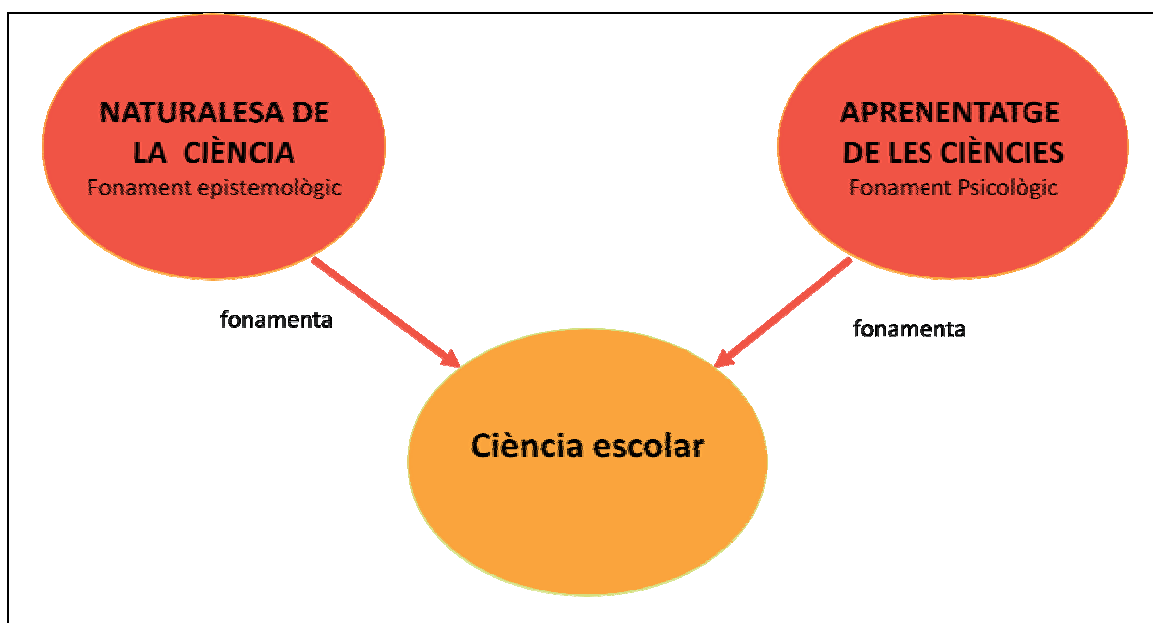 NATURALESA DE
LA CIÈNCIA
Fonament epistemològic
APRENENTATGE
DE LES CIÈNCIES
Fonament Psicològic
fonamenta
fonamenta
Ciència escolar